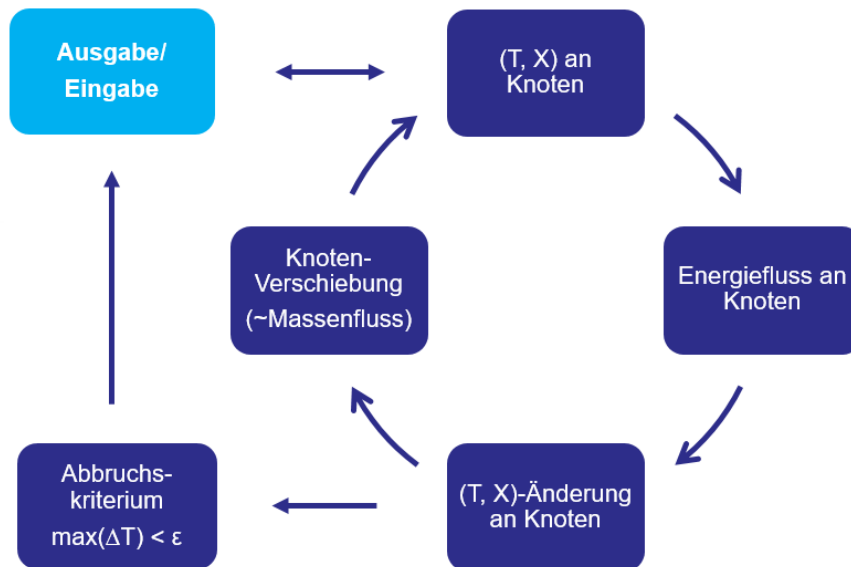 Ausgabe/
Eingabe
(T, X) an
Knoten
Knoten-
Verschiebung
(~Massenfluss)
Energiefluss an
Knoten
Abbruchs-
kriterium
max(ΔT) < ε
(T, X)-Änderung
an Knoten